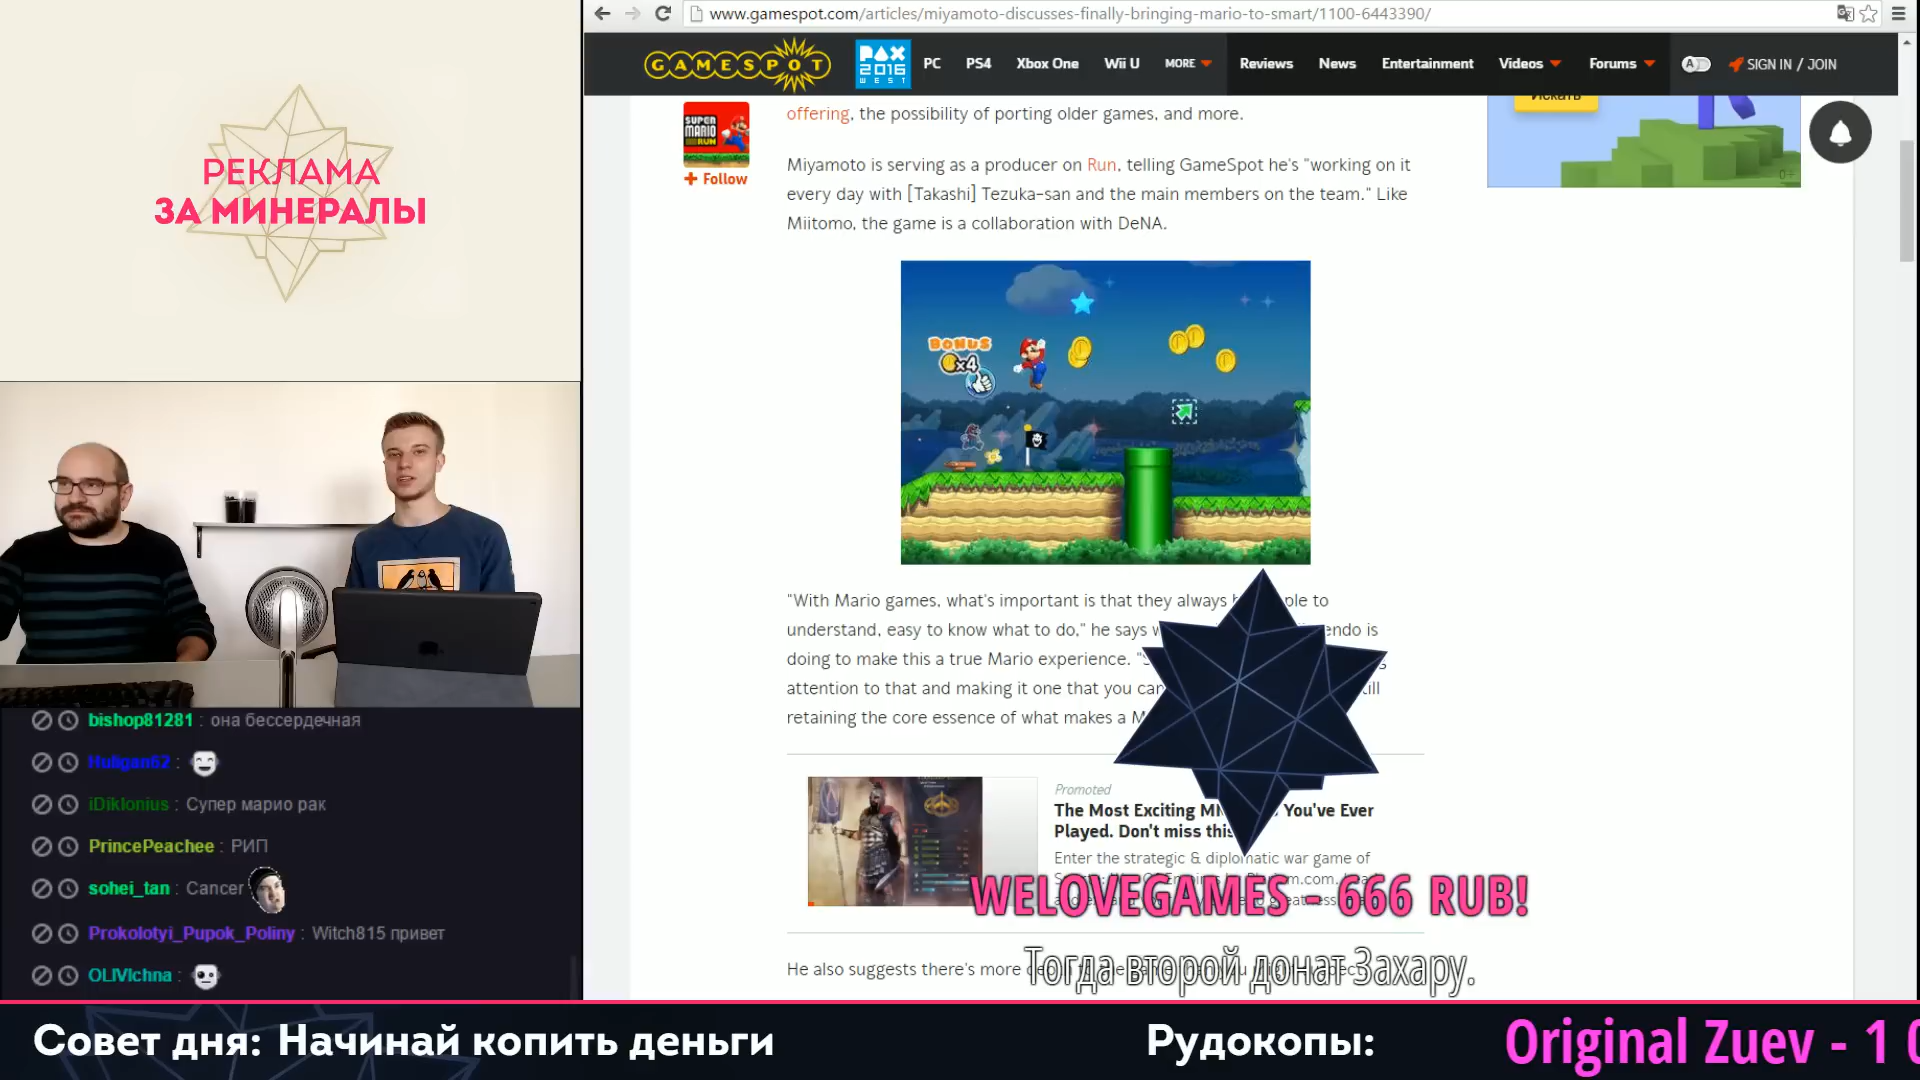 РЕКЛАМА
ЗА МИНЕРАЛЫ
bishop81281 : она бессердечная
Huligan62 :
iDiklonius : Супер марио рак
PrincePeachee : РИП
sohei_tan : Cancer
Prokolotyi_Pupok_Poliny : Witch815 привет
OLIVIchna :
www.gamespot.com/articles/miyamoto-discusses-finally-bringing-mario-to-smart/1100-6443390/
GAMESPOT
PAX
2016
WEST
PC PS4 Xbox One Wii U MORE Reviews News Entertainment Videos Forums SIGN IN / JOIN
SUPER
MARIO
RUN
+ Follow
Искать
0+
offering, the possibility of porting older games, and more.
Miyamoto is serving as a producer on Run, telling GameSpot he's "working on it
every day with [Takashi] Tezuka-san and the main members on the team." Like
Miitomo, the game is a collaboration with DeNA.
BONUS
x4
"With Mario games, what's important is that they always
understand, easy to know what to do," he says
doing to make this a true Mario experience.
attention to that and making it one that you can
retaining the core essence of what makes a
Promoted
The Most Exciting You've Ever
Played. Don't miss this
Enter the strategic & diplomatic war game of
WELOVEGAMES - 666 RUB!
He also suggests there's more
Тогда второй донат Захару.
Совет дня: Начинай копить деньги
Рудокопы:
Original Zuev - 1